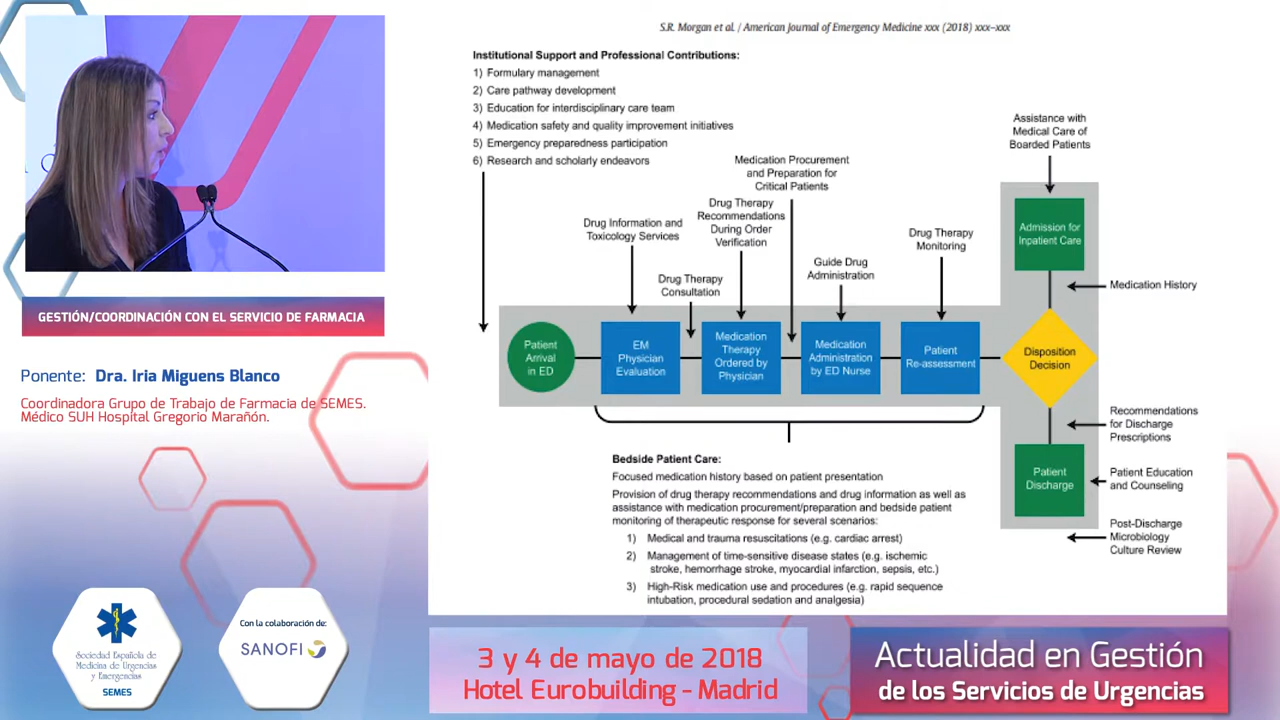 S.R. Morgan et al. / American Journal of Emergency Medicine xxx (2018) xxx–xxx
Institutional Support and Professional Contributions:
1) Formulary management
2) Care pathway development
3) Education for interdisciplinary care team
4) Medication safety and quality improvement initiatives
5) Emergency preparedness participation
6) Research and scholarly endeavors
Medication Procurement
and Preparation for
Critical Patients
Assistance with
Medical Care of
Boarded Patients
Drug Information and
Toxicology Services
Drug Therapy
Consultation
Drug Therapy
Recommendations
During Order
Verification
Guide Drug
Administration
Drug Therapy
Monitoring
Patient
Arrival
in ED
EM
Physician
Evaluation
Medication
Therapy
Ordered by
Physician
Medication
Administration
by ED Nurse
Patient
Re-assessment
Disposition
Decision
Admission for
Inpatient Care
Medication History
Recommendations
for Discharge
Prescriptions
Patient
Discharge
Patient Education
and Counseling
Post-Discharge
Microbiology
Culture Review
Bedside Patient Care:
Focused medication history based on patient presentation
Provision of drug therapy recommendations and drug information as well as
assistance with medication procurement/preparation and bedside patient
monitoring of therapeutic response for several scenarios:
1) Medical and trauma resuscitations (e.g. cardiac arrest)
2) Management of time-sensitive disease states (e.g. ischemic
stroke, hemorrhage stroke, myocardial infarction, sepsis, etc.)
3) High-Risk medication use and procedures (e.g. rapid sequence
intubation, procedural sedation and analgesia)
GESTIÓN/COORDINACIÓN CON EL SERVICIO DE FARMACIA
Ponente: Dra. Iria Miguens Blanco
Coordinadora Grupo de Trabajo de Farmacia de SEMES.
Médico SUH Hospital Gregorio Marañón.
Sociedad Española de
Medicina de Urgencias
y Emergencias
SEMES
Con la colaboración de:
SANOFI
3 y 4 de mayo de 2018
Hotel Eurobuilding - Madrid
Actualidad en Gestión
de los Servicios de Urgencias